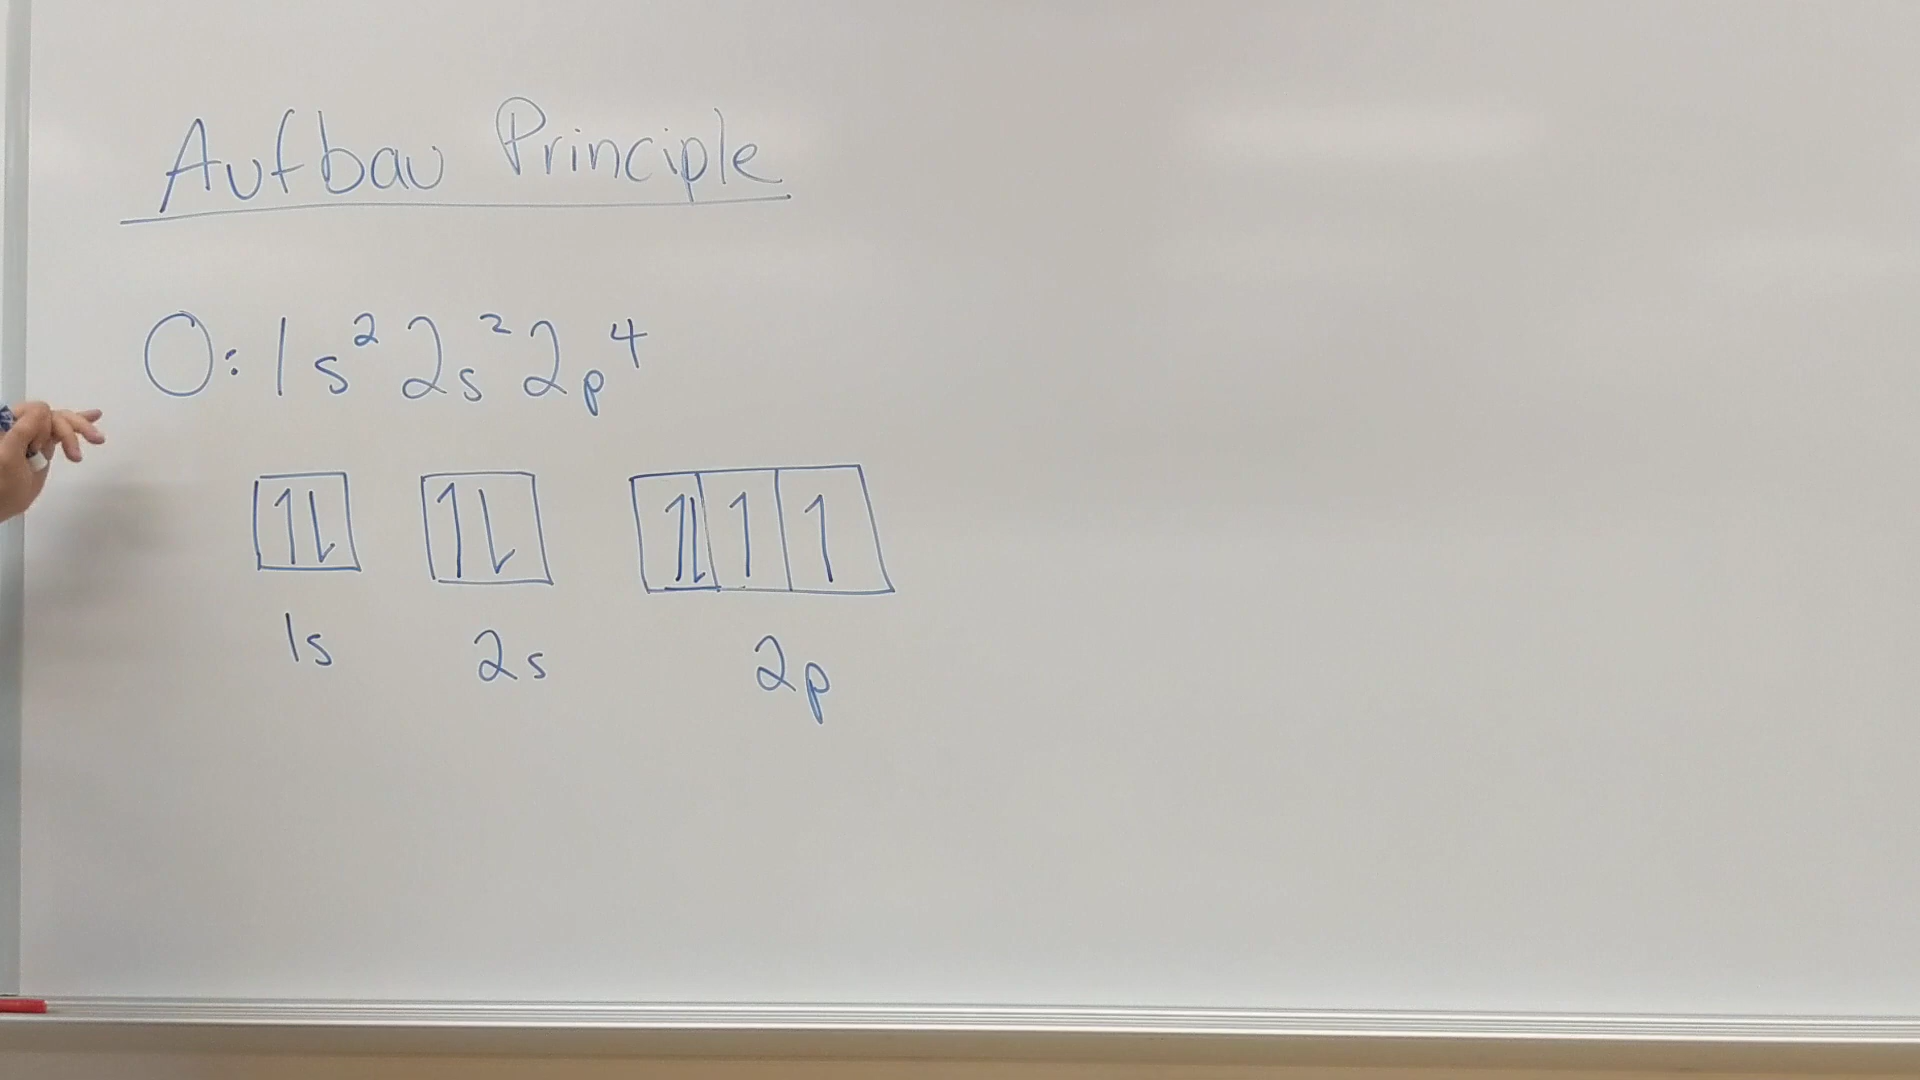 Aufbau Principle
O: 1s² 2s² 2p⁴
↿⇂ ↿⇂ ↿⇂ ↿ ↿
1s 2s 2p